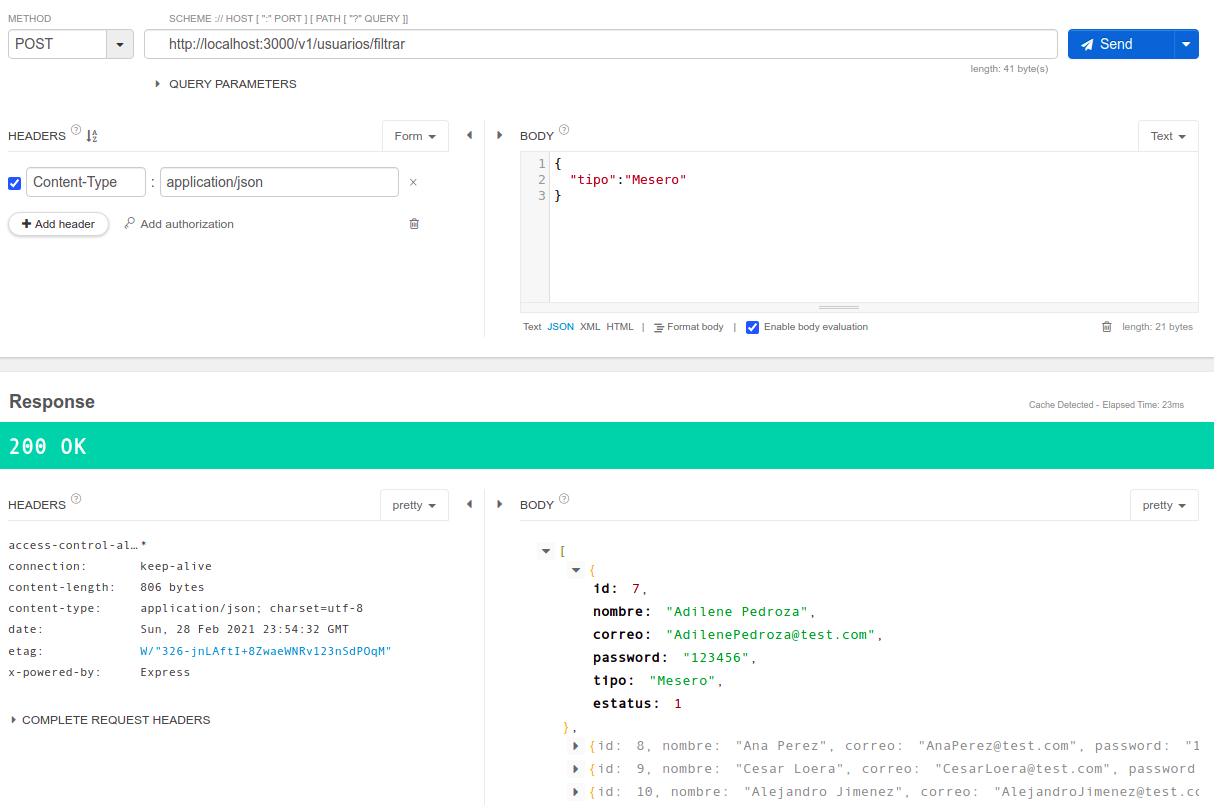 METHOD
SCHEME :// HOST [ ":" PORT ] [ PATH [ "?" QUERY ]]
POST
http://localhost:3000/v1/usuarios/filtrar
Send
length: 41 byte(s)
QUERY PARAMETERS
HEADERS ?
Form
BODY ?
Text
Content-Type : application/json ×
+ Add header
Add authorization
1 {
2 "tipo":"Mesero"
3 }
Text JSON XML HTML | Format body | Enable body evaluation
length: 21 bytes
Response
Cache Detected - Elapsed Time: 23ms
200 OK
HEADERS ?
pretty
BODY ?
pretty
access-control-al… *
connection: keep-alive
content-length: 806 bytes
content-type: application/json; charset=utf-8
date: Sun, 28 Feb 2021 23:54:32 GMT
etag: W/"326-jnLAftI+8ZwaeWNRv123nSdPOqM"
x-powered-by: Express
COMPLETE REQUEST HEADERS
[
{
id: 7,
nombre: "Adilene Pedroza",
correo: "AdilenePedroza@test.com",
password: "123456",
tipo: "Mesero",
estatus: 1
},
{id: 8, nombre: "Ana Perez", correo: "AnaPerez@test.com", password: "1
{id: 9, nombre: "Cesar Loera", correo: "CesarLoera@test.com", password
{id: 10, nombre: "Alejandro Jimenez", correo: "AlejandroJimenez@test.cc